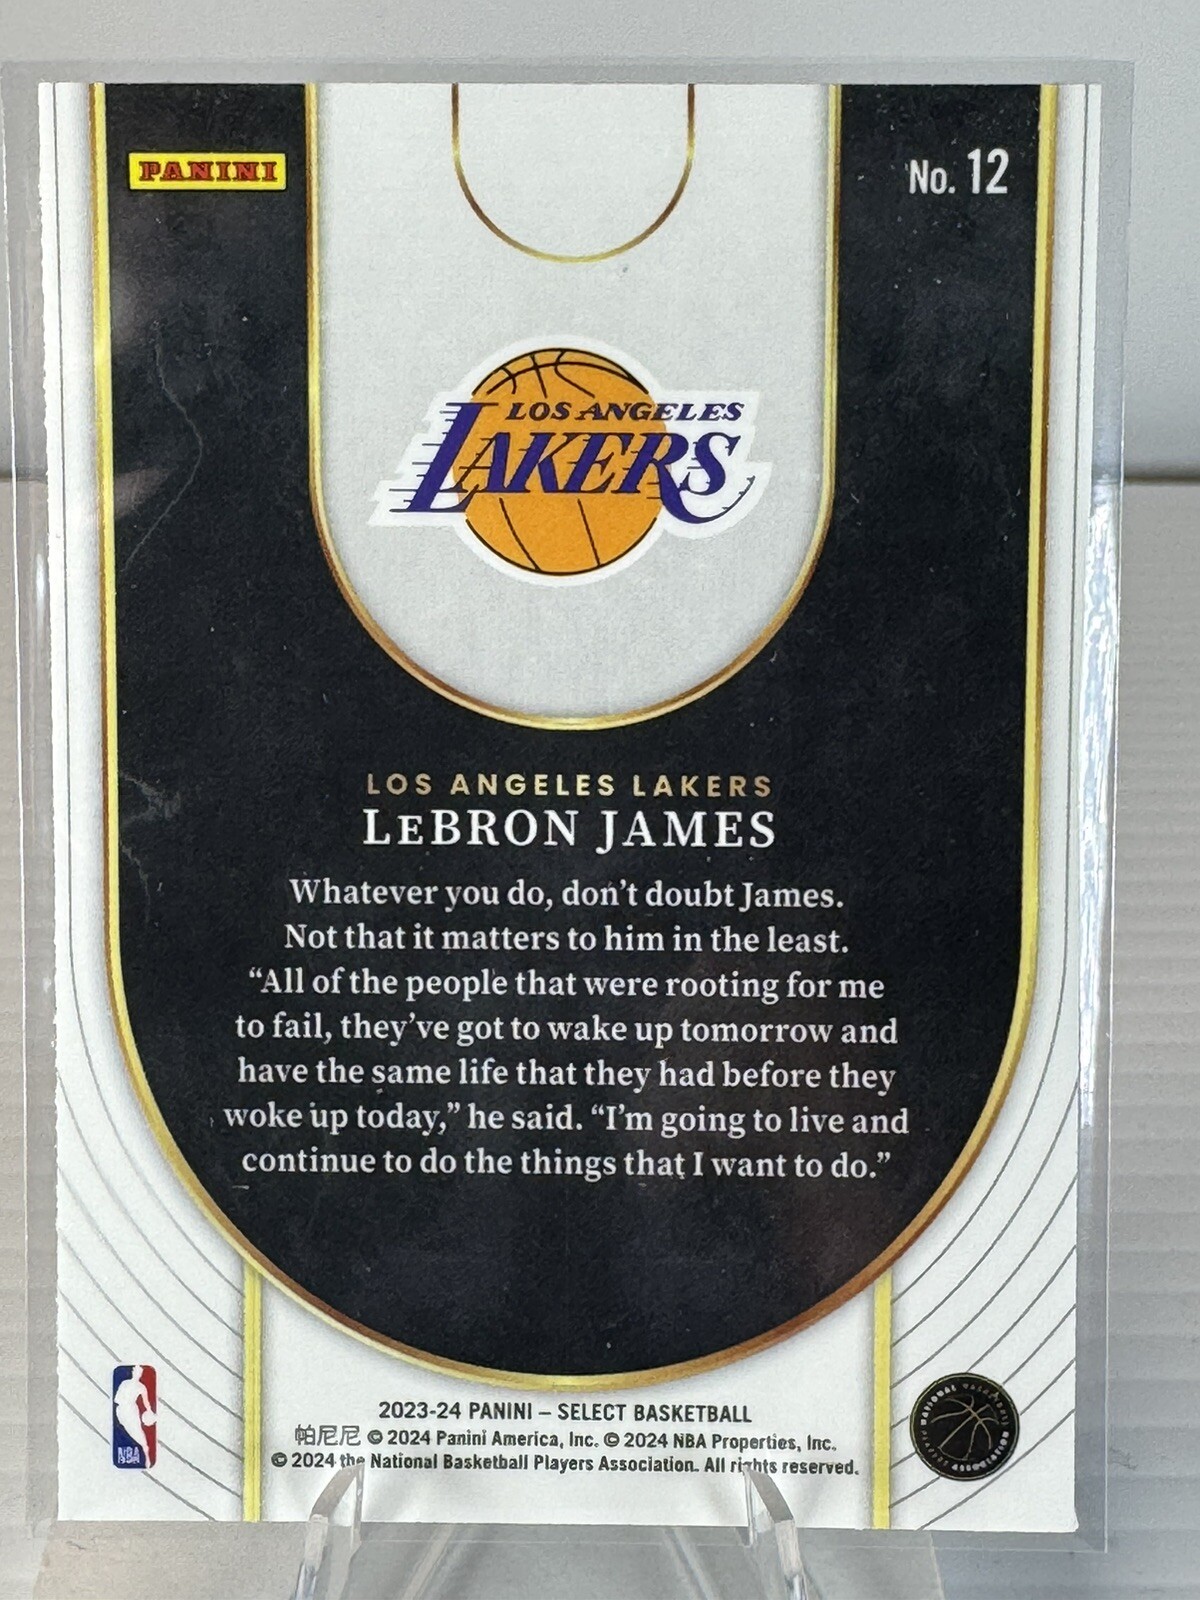 PANINI
No. 12
LOS ANGELES
LAKERS
LOS ANGELES LAKERS
LeBRON JAMES
Whatever you do, don't doubt James.
Not that it matters to him in the least.
“All of the people that were rooting for me
to fail, they've got to wake up tomorrow and
have the same life that they had before they
woke up today,” he said. “I'm going to live and
continue to do the things that I want to do.”
NBA
2023-24 PANINI – SELECT BASKETBALL
帕尼尼 © 2024 Panini America, Inc. © 2024 NBA Properties, Inc.
© 2024 the National Basketball Players Association. All rights reserved.
NATIONAL BASKETBALL
PLAYERS ASSOCIATION